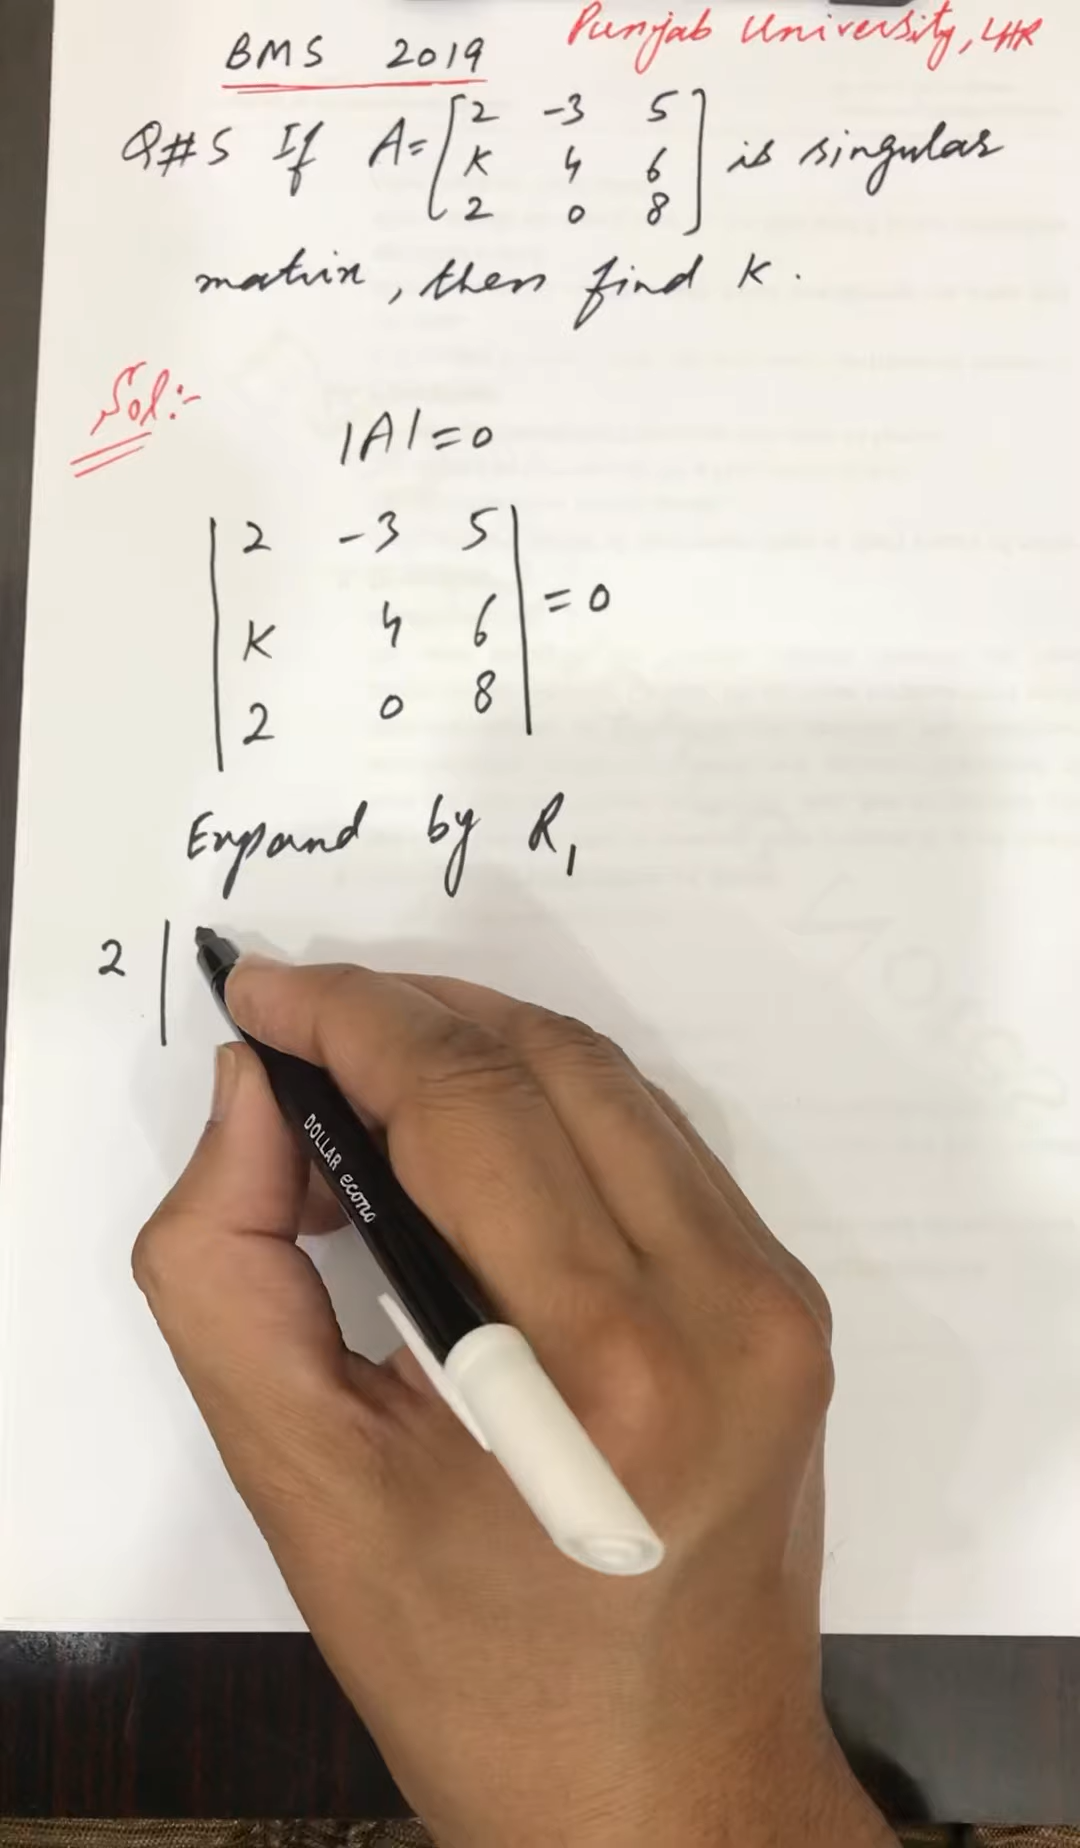 BMS 2019 Punjab University, LHR
Q#5 If A = [2 -3 5
K 4 6
2 0 8] is singular
matrix, then find K.
Sol:-
|A| = 0
|2 -3 5|
|K 4 6| = 0
|2 0 8|
Expand by R₁
2 |
DOLLAR econo